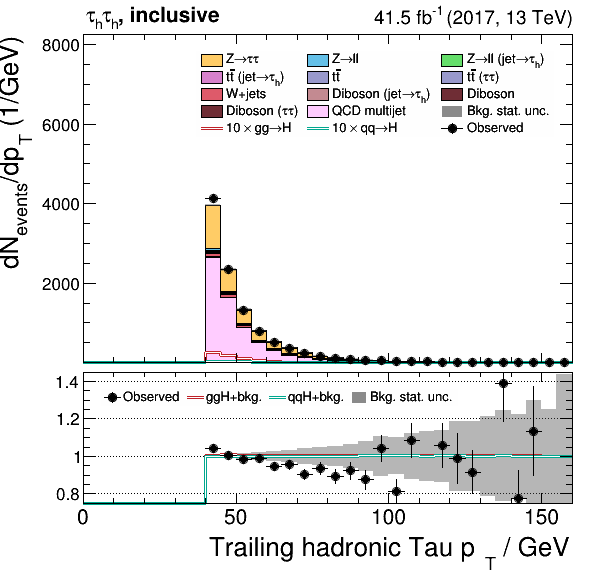 τₕτₕ, inclusive 41.5 fb⁻¹ (2017, 13 TeV)
8000
6000
4000
2000
dN_events/dp_T (1/GeV)
Z→ττ Z→ll Z→ll (jet→τₕ)
tt̄ (jet→τₕ) tt̄ tt̄ (ττ)
W+jets Diboson (jet→τₕ) Diboson
Diboson (ττ) QCD multijet Bkg. stat. unc.
10 × gg→H 10 × qq→H Observed
1.4
1.2
1
0.8
Observed ggH+bkg. qqH+bkg. Bkg. stat. unc.
0 50 100 150
Trailing hadronic Tau p_T / GeV